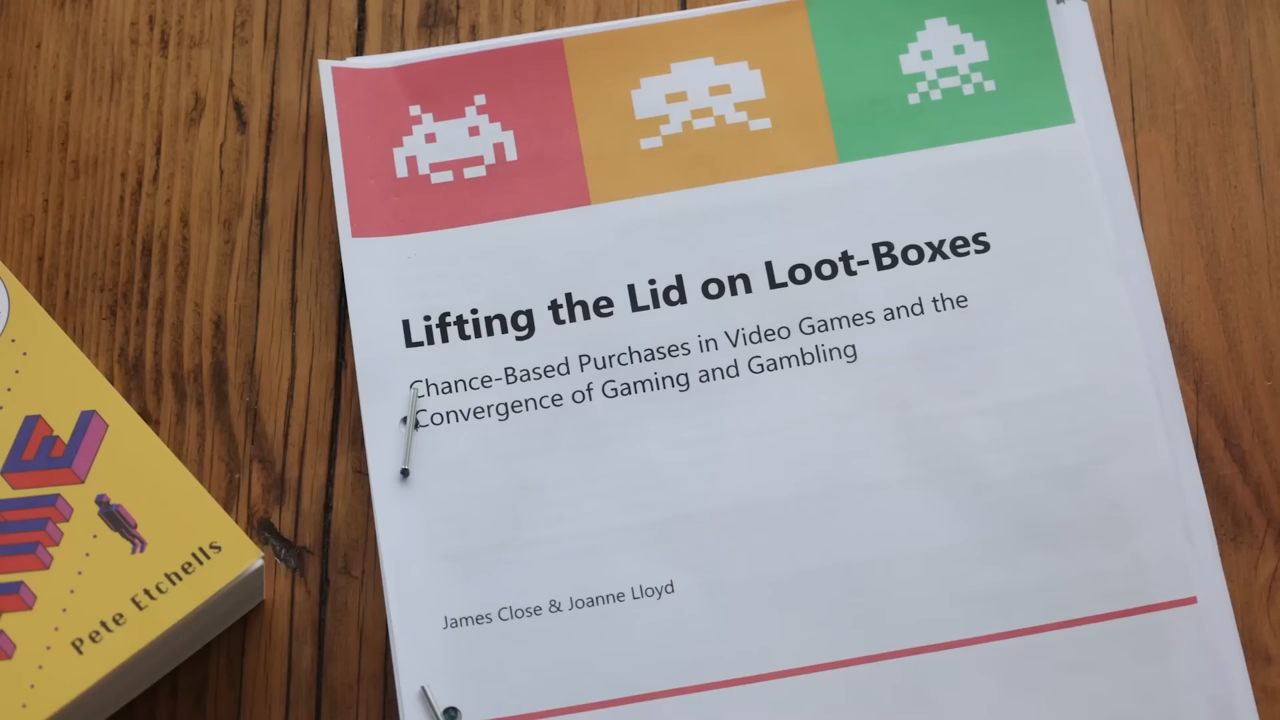 Lifting the Lid on Loot-Boxes
Chance-Based Purchases in Video Games and the
Convergence of Gaming and Gambling
James Close & Joanne Lloyd
Pete Etchells